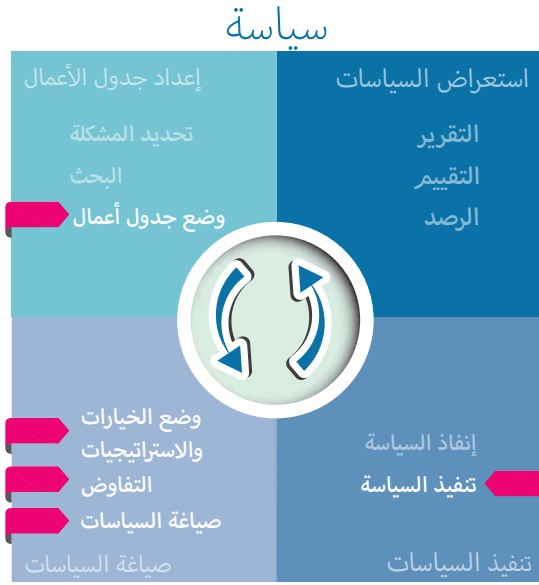 سياسة
استعراض السياسات
التقرير
التقييم
الرصد
إعداد جدول الأعمال
تحديد المشكلة
البحث
وضع جدول أعمال
إنفاذ السياسة
تنفيذ السياسة
تنفيذ السياسات
وضع الخيارات
والاستراتيجيات
التفاوض
صياغة السياسات
صياغة السياسات